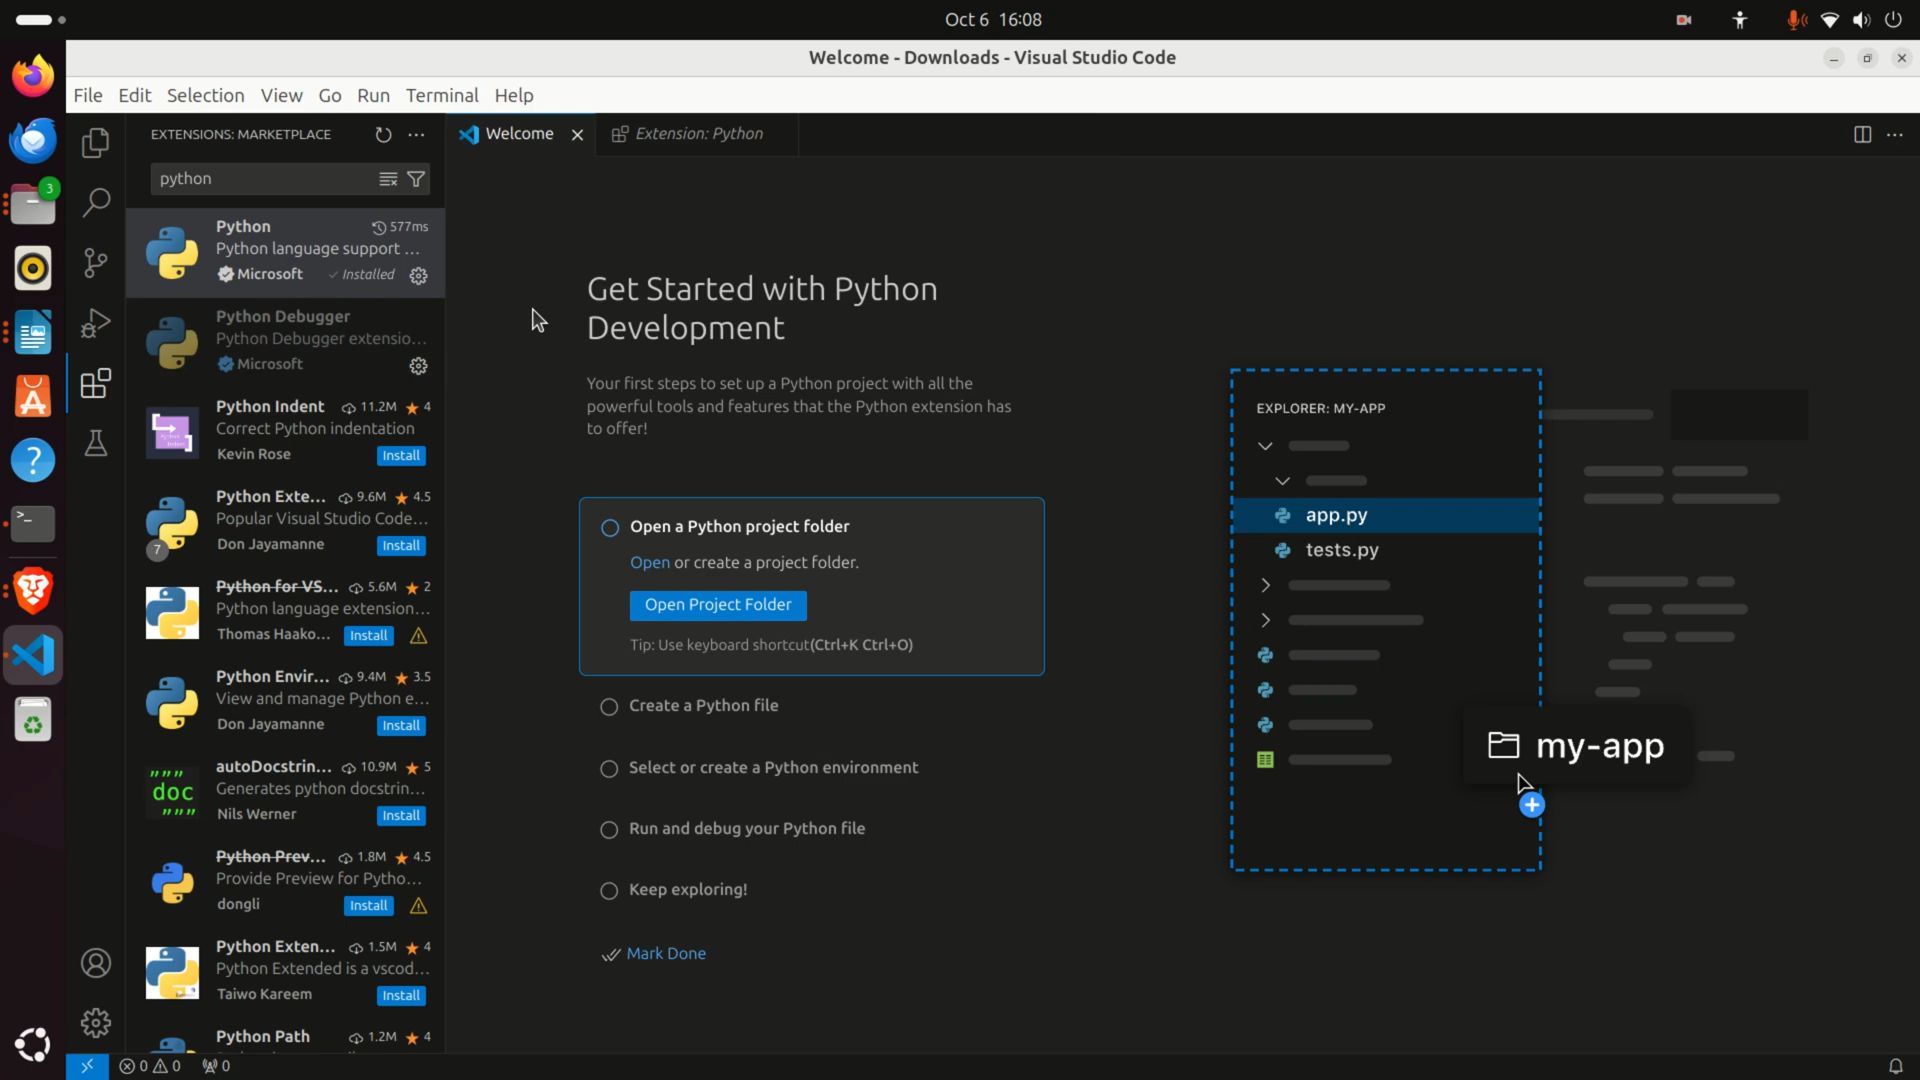 Oct 6 16:08
Welcome - Downloads - Visual Studio Code
File Edit Selection View Go Run Terminal Help
EXTENSIONS: MARKETPLACE
Welcome
Extension: Python
python
3
Python 577ms
Python language support ...
Microsoft Installed
Python Debugger
Python Debugger extensio...
Microsoft
Python Indent 11.2M 4
Correct Python indentation
Kevin Rose Install
Python Exte... 9.6M 4.5
Popular Visual Studio Code...
7 Don Jayamanne Install
Python for VS... 5.6M 2
Python language extension...
Thomas Haako... Install
Python Envir... 9.4M 3.5
View and manage Python e...
Don Jayamanne Install
autoDocstrin... 10.9M 5
Generates python docstrin...
""" doc """
Nils Werner Install
Python Prev... 1.8M 4.5
Provide Preview for Pytho...
dongli Install
Python Exten... 1.5M 4
Python Extended is a vscod...
Taiwo Kareem Install
Python Path 1.2M 4
0 0 0
Get Started with Python
Development
Your first steps to set up a Python project with all the
powerful tools and features that the Python extension has
to offer!
Open a Python project folder
Open or create a project folder.
Open Project Folder
Tip: Use keyboard shortcut(Ctrl+K Ctrl+O)
Create a Python file
Select or create a Python environment
Run and debug your Python file
Keep exploring!
Mark Done
EXPLORER: MY-APP
app.py
tests.py
my-app